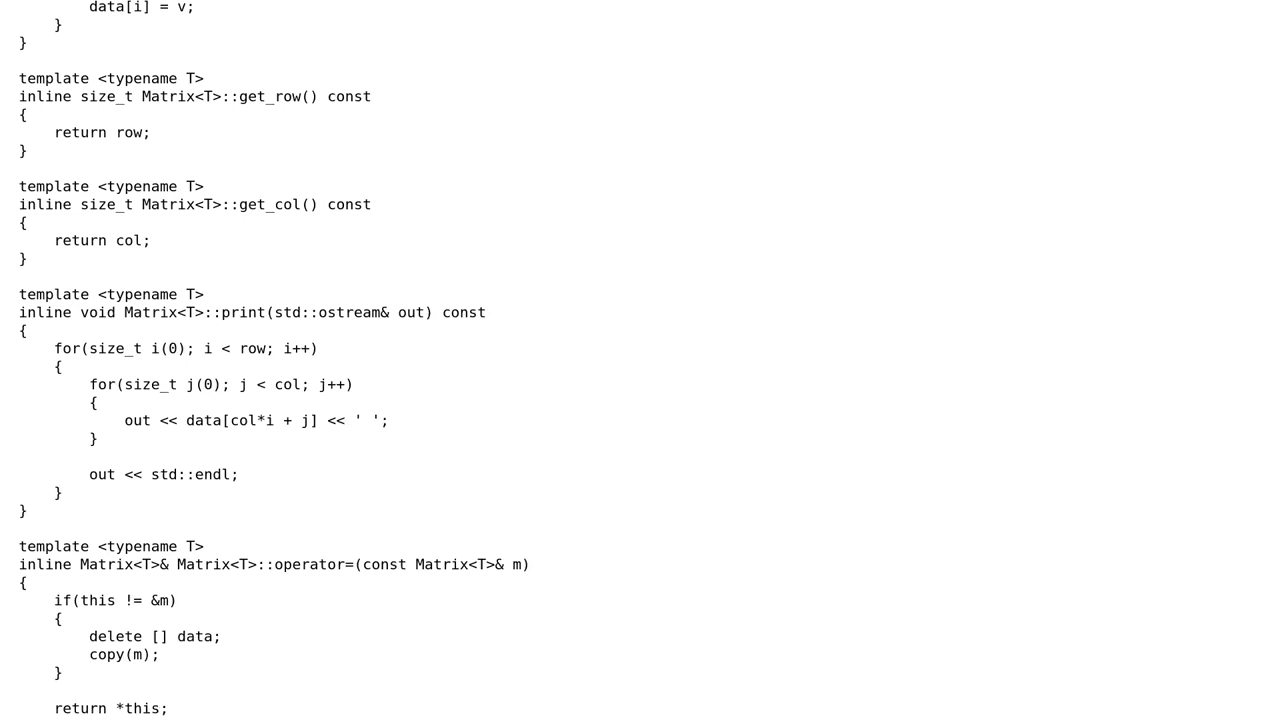 data[i] = v;
    }
}

template <typename T>
inline size_t Matrix<T>::get_row() const
{
    return row;
}

template <typename T>
inline size_t Matrix<T>::get_col() const
{
    return col;
}

template <typename T>
inline void Matrix<T>::print(std::ostream& out) const
{
    for(size_t i(0); i < row; i++)
    {
        for(size_t j(0); j < col; j++)
        {
            out << data[col*i + j] << ' ';
        }

        out << std::endl;
    }
}

template <typename T>
inline Matrix<T>& Matrix<T>::operator=(const Matrix<T>& m)
{
    if(this != &m)
    {
        delete [] data;
        copy(m);
    }

    return *this;